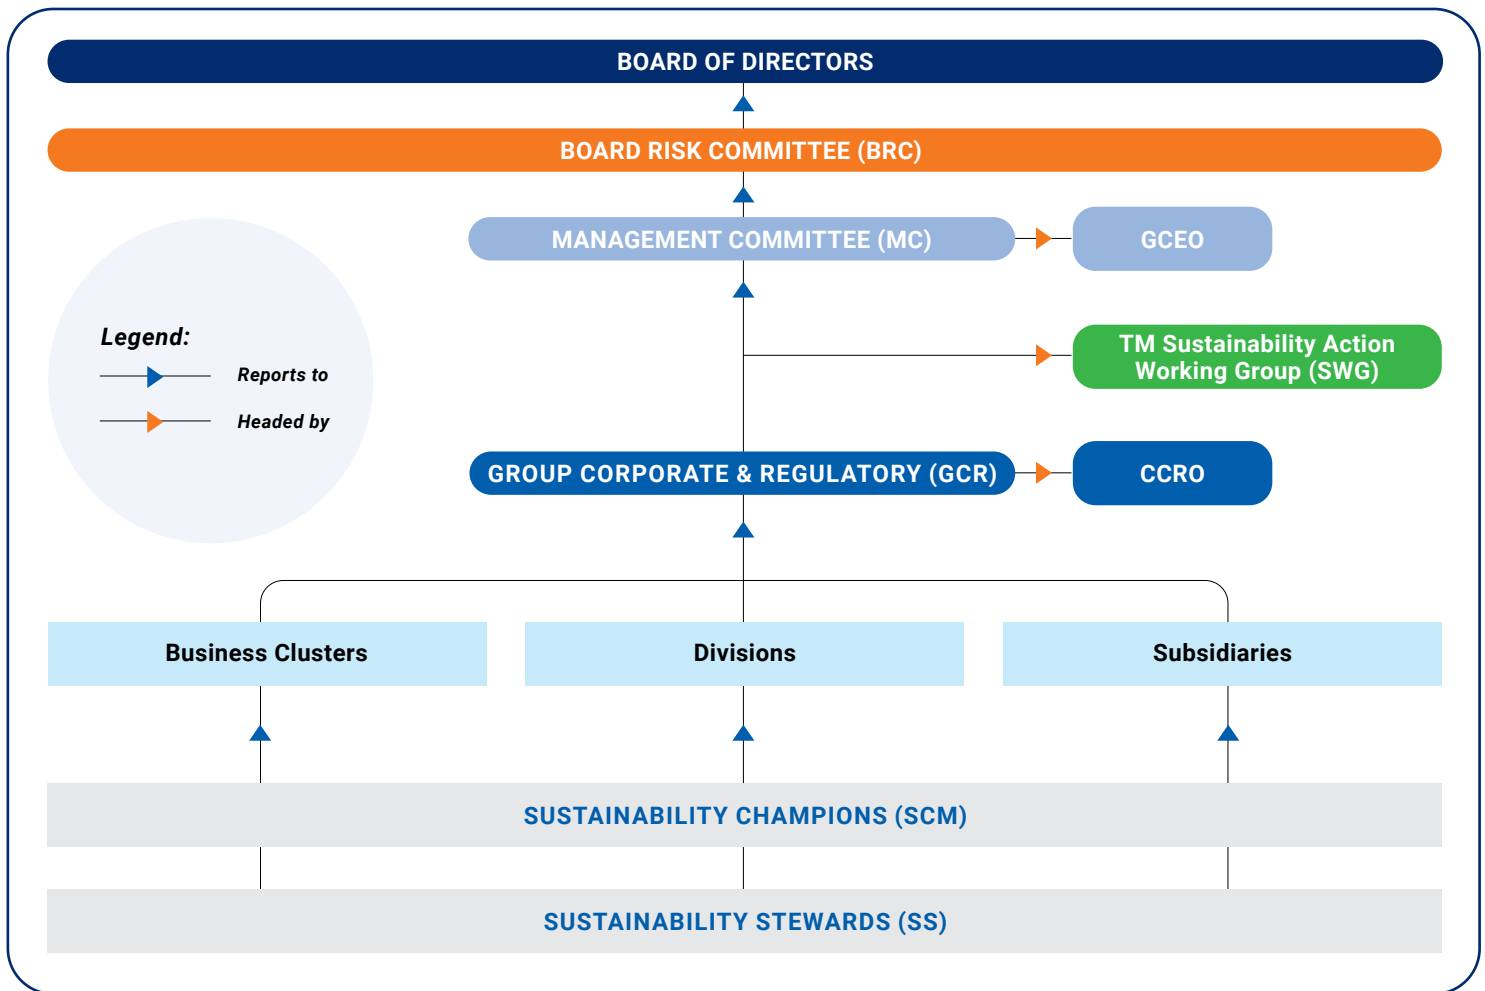 BOARD OF DIRECTORS
BOARD RISK COMMITTEE (BRC)
MANAGEMENT COMMITTEE (MC)
GCEO
Legend:
Reports to
Headed by
TM Sustainability Action
Working Group (SWG)
GROUP CORPORATE & REGULATORY (GCR)
CCRO
Business Clusters
Divisions
Subsidiaries
SUSTAINABILITY CHAMPIONS (SCM)
SUSTAINABILITY STEWARDS (SS)